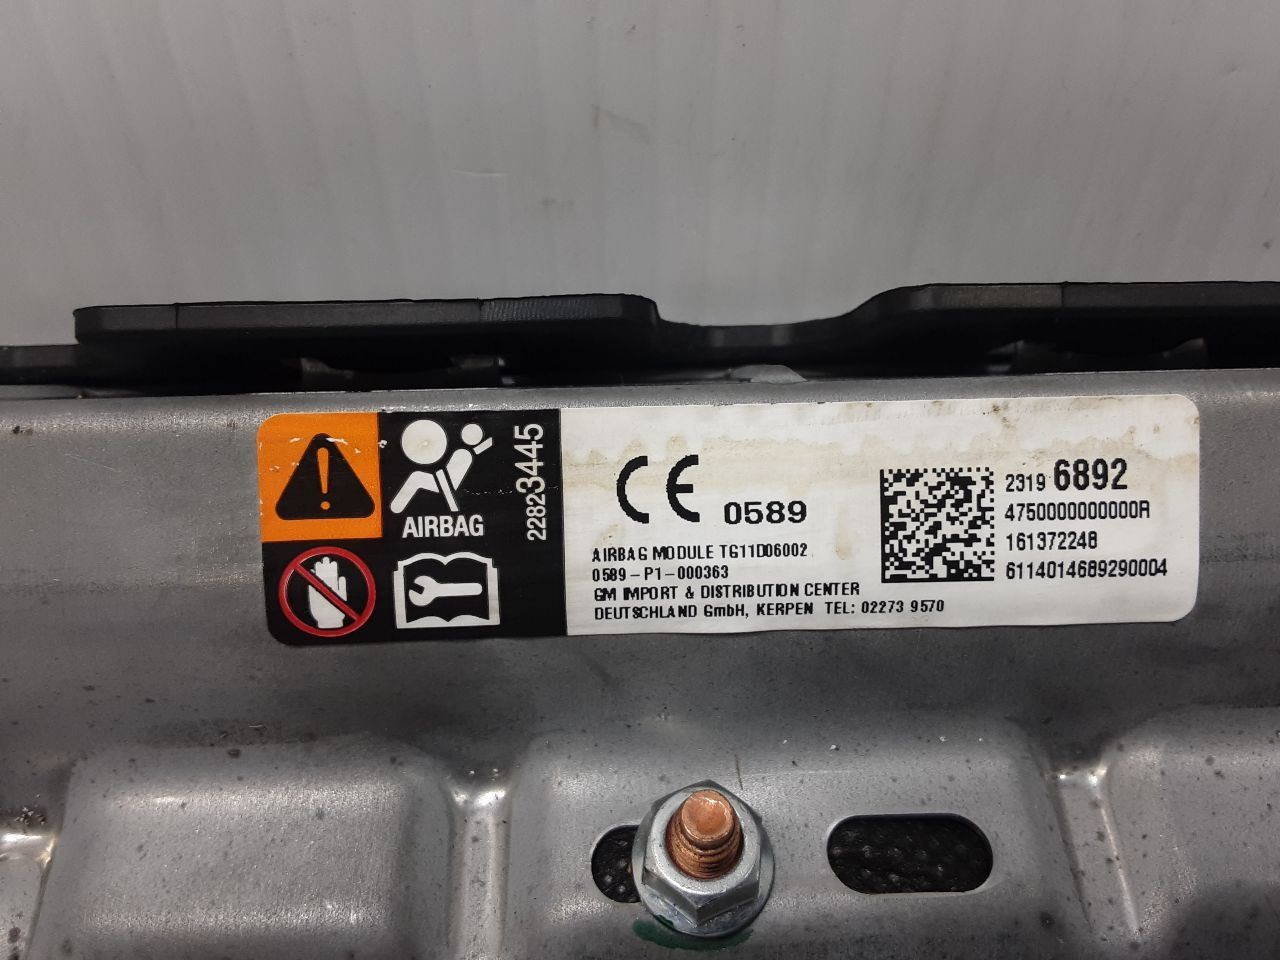 AIRBAG
22823445
CE 0589
AIRBAG MODULE TG11D06002
0589-P1-000363
GM IMPORT & DISTRIBUTION CENTER
DEUTSCHLAND GmbH, KERPEN TEL: 02273 9570
2319 6892
4750000000000R
161372248
6114014689290004